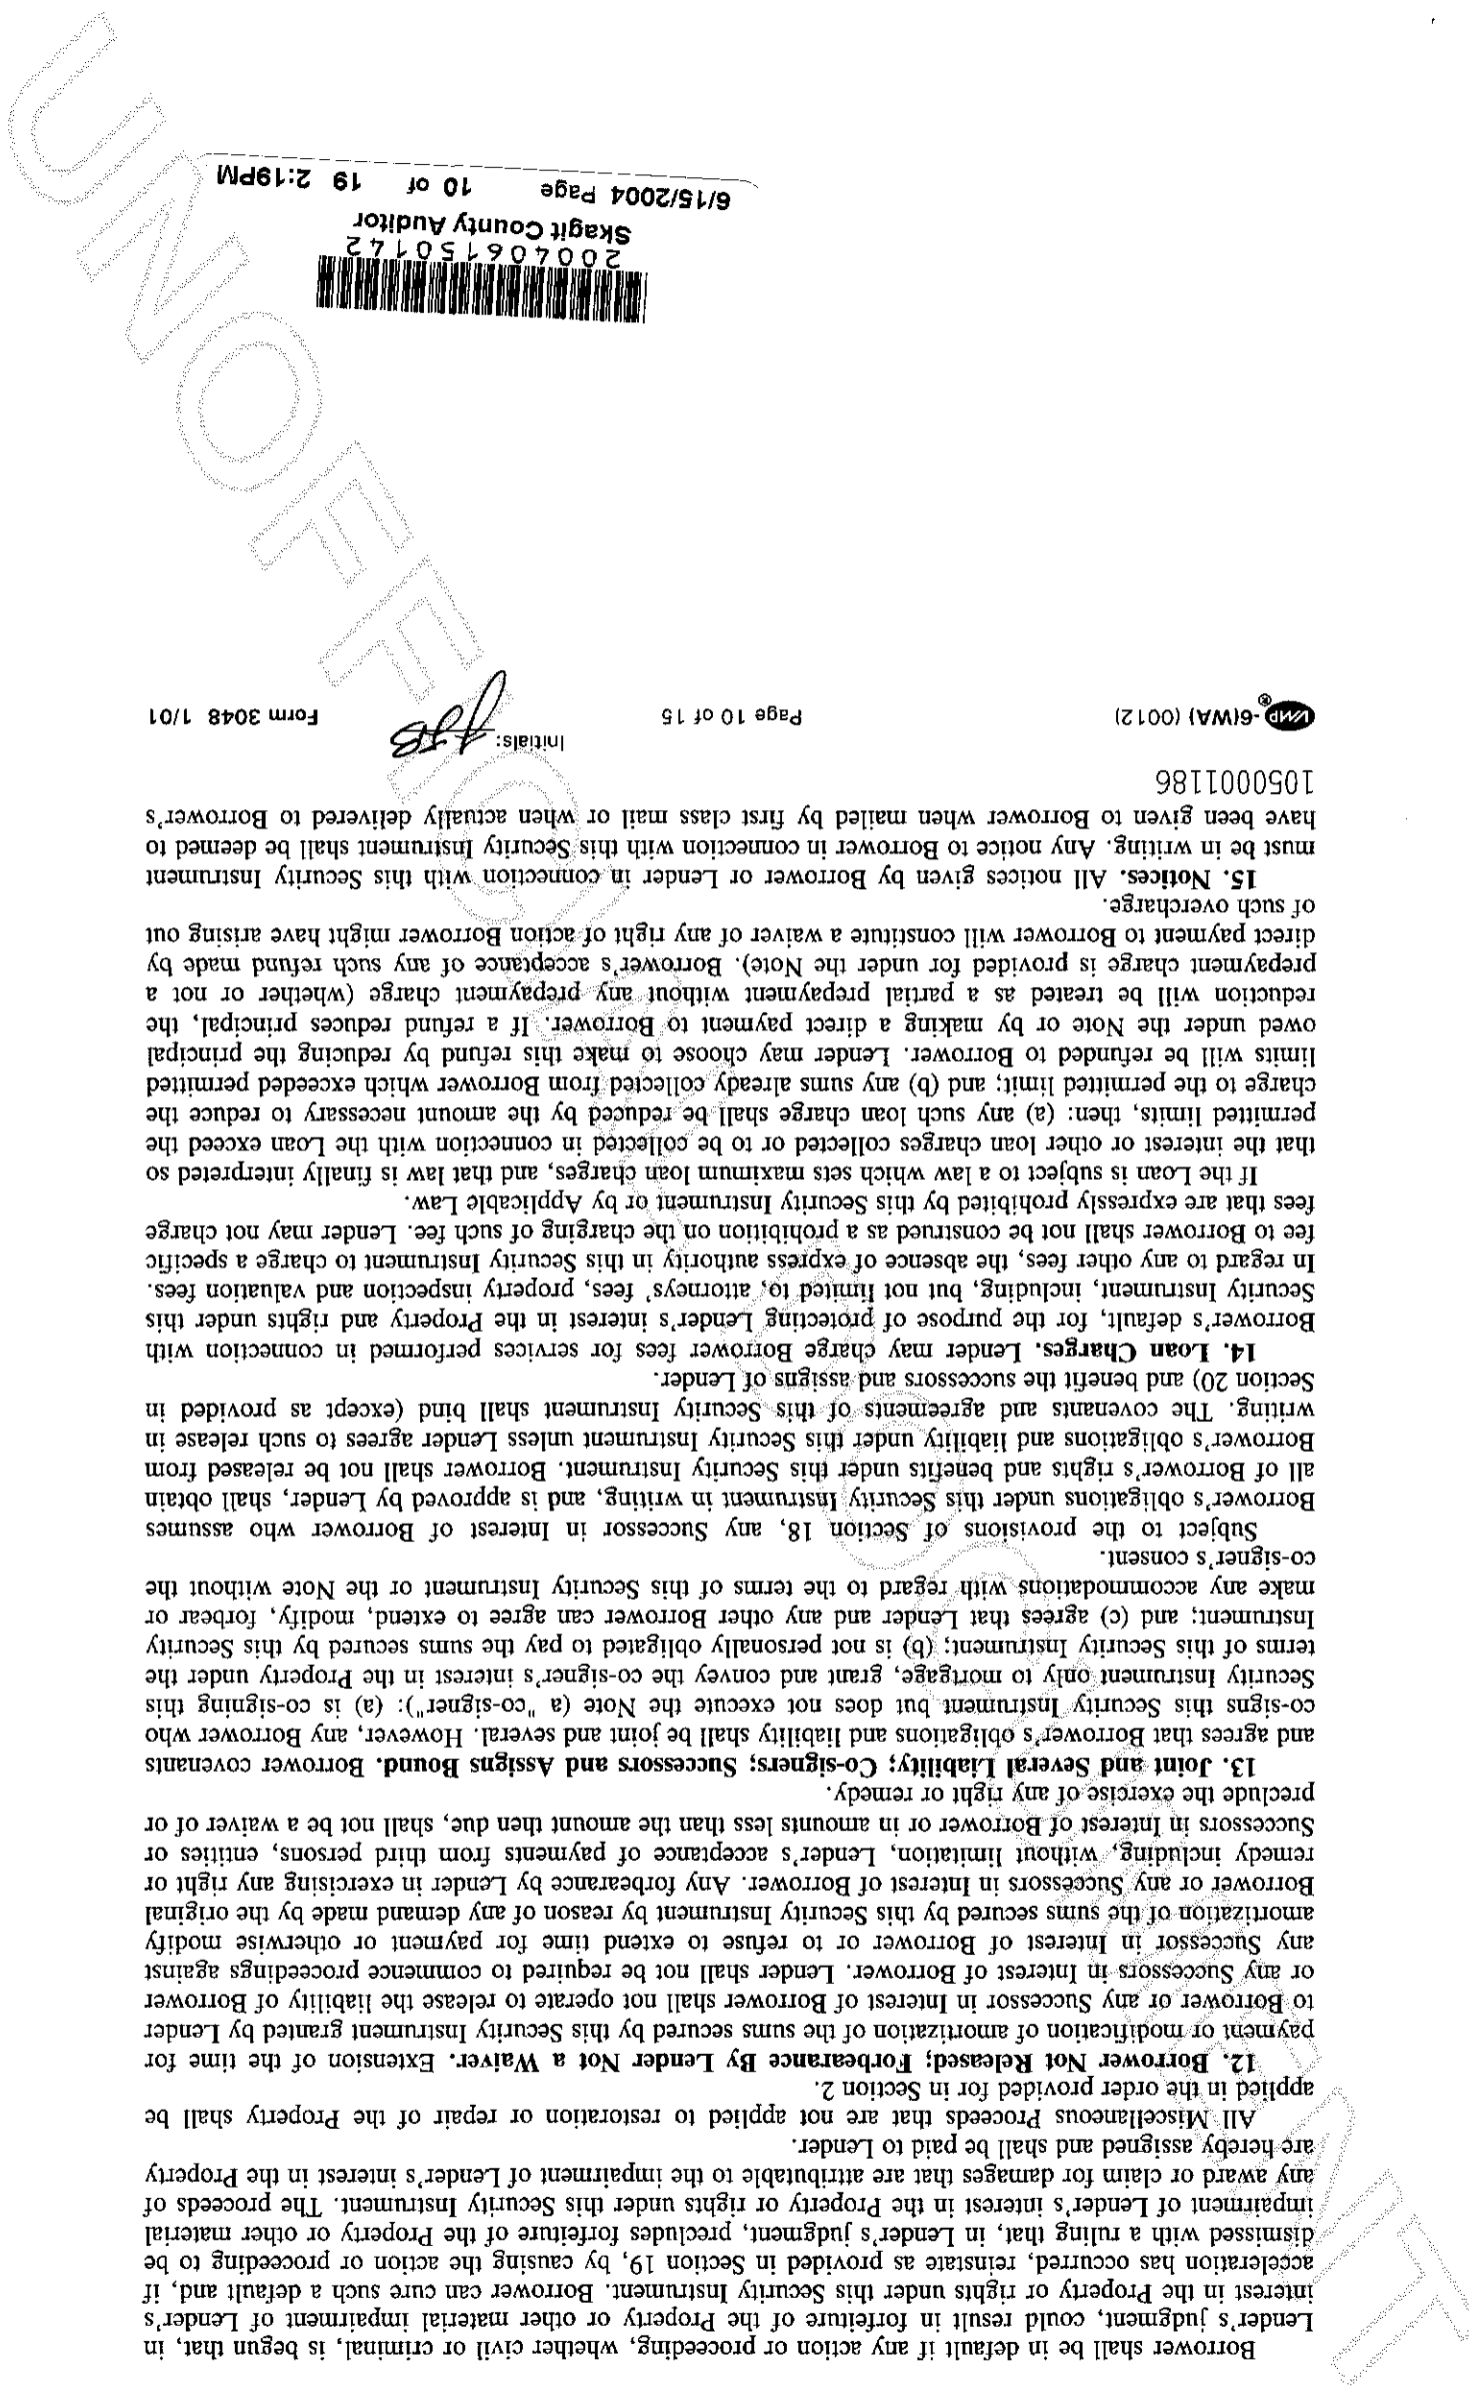 Borrower shall be in default if any action or proceeding, whether civil or criminal, is begun that, in
Lender's judgment, could result in forfeiture of the Property or other material impairment of Lender's
interest in the Property or rights under this Security Instrument. Borrower can cure such a default and, if
acceleration has occurred, reinstate as provided in Section 19, by causing the action or proceeding to be
dismissed with a ruling that, in Lender's judgment, precludes forfeiture of the Property or other material
impairment of Lender's interest in the Property or rights under this Security Instrument. The proceeds of
any award or claim for damages that are attributable to the impairment of Lender's interest in the Property
are hereby assigned and shall be paid to Lender.
All Miscellaneous Proceeds that are not applied to restoration or repair of the Property shall be
applied in the order provided for in Section 2.
12. Borrower Not Released; Forbearance By Lender Not a Waiver. Extension of the time for
payment or modification of amortization of the sums secured by this Security Instrument granted by Lender
to Borrower or any Successor in Interest of Borrower shall not operate to release the liability of Borrower
or any Successors in Interest of Borrower. Lender shall not be required to commence proceedings against
any Successor in Interest of Borrower or to refuse to extend time for payment or otherwise modify
amortization of the sums secured by this Security Instrument by reason of any demand made by the original
Borrower or any Successors in Interest of Borrower. Any forbearance by Lender in exercising any right or
remedy including, without limitation, Lender's acceptance of payments from third persons, entities or
Successors in Interest of Borrower or in amounts less than the amount then due, shall not be a waiver of or
preclude the exercise of any right or remedy.
13. Joint and Several Liability; Co-signers; Successors and Assigns Bound. Borrower covenants
and agrees that Borrower's obligations and liability shall be joint and several. However, any Borrower who
co-signs this Security Instrument but does not execute the Note (a "co-signer"): (a) is co-signing this
Security Instrument only to mortgage, grant and convey the co-signer's interest in the Property under the
terms of this Security Instrument; (b) is not personally obligated to pay the sums secured by this Security
Instrument; and (c) agrees that Lender and any other Borrower can agree to extend, modify, forbear or
make any accommodations with regard to the terms of this Security Instrument or the Note without the
co-signer's consent.
Subject to the provisions of Section 18, any Successor in Interest of Borrower who assumes
Borrower's obligations under this Security Instrument in writing, and is approved by Lender, shall obtain
all of Borrower's rights and benefits under this Security Instrument. Borrower shall not be released from
Borrower's obligations and liability under this Security Instrument unless Lender agrees to such release in
writing. The covenants and agreements of this Security Instrument shall bind (except as provided in
Section 20) and benefit the successors and assigns of Lender.
14. Loan Charges. Lender may charge Borrower fees for services performed in connection with
Borrower's default, for the purpose of protecting Lender's interest in the Property and rights under this
Security Instrument, including, but not limited to, attorneys' fees, property inspection and valuation fees.
In regard to any other fees, the absence of express authority in this Security Instrument to charge a specific
fee to Borrower shall not be construed as a prohibition on the charging of such fee. Lender may not charge
fees that are expressly prohibited by this Security Instrument or by Applicable Law.
If the Loan is subject to a law which sets maximum loan charges, and that law is finally interpreted so
that the interest or other loan charges collected or to be collected in connection with the Loan exceed the
permitted limits, then: (a) any such loan charge shall be reduced by the amount necessary to reduce the
charge to the permitted limit; and (b) any sums already collected from Borrower which exceeded permitted
limits will be refunded to Borrower. Lender may choose to make this refund by reducing the principal
owed under the Note or by making a direct payment to Borrower. If a refund reduces principal, the
reduction will be treated as a partial prepayment without any prepayment charge (whether or not a
prepayment charge is provided for under the Note). Borrower's acceptance of any such refund made by
direct payment to Borrower will constitute a waiver of any right of action Borrower might have arising out
of such overcharge.
15. Notices. All notices given by Borrower or Lender in connection with this Security Instrument
must be in writing. Any notice to Borrower in connection with this Security Instrument shall be deemed to
have been given to Borrower when mailed by first class mail or when actually delivered to Borrower's
1050001186
Initials: JJB
VMP®-6(WA) (0012) Page 10 of 15 Form 3048 1/01
200406150142
Skagit County Auditor
6/15/2004 Page 10 of 19 2:19PM
UNOFFICIAL DOCUMENT